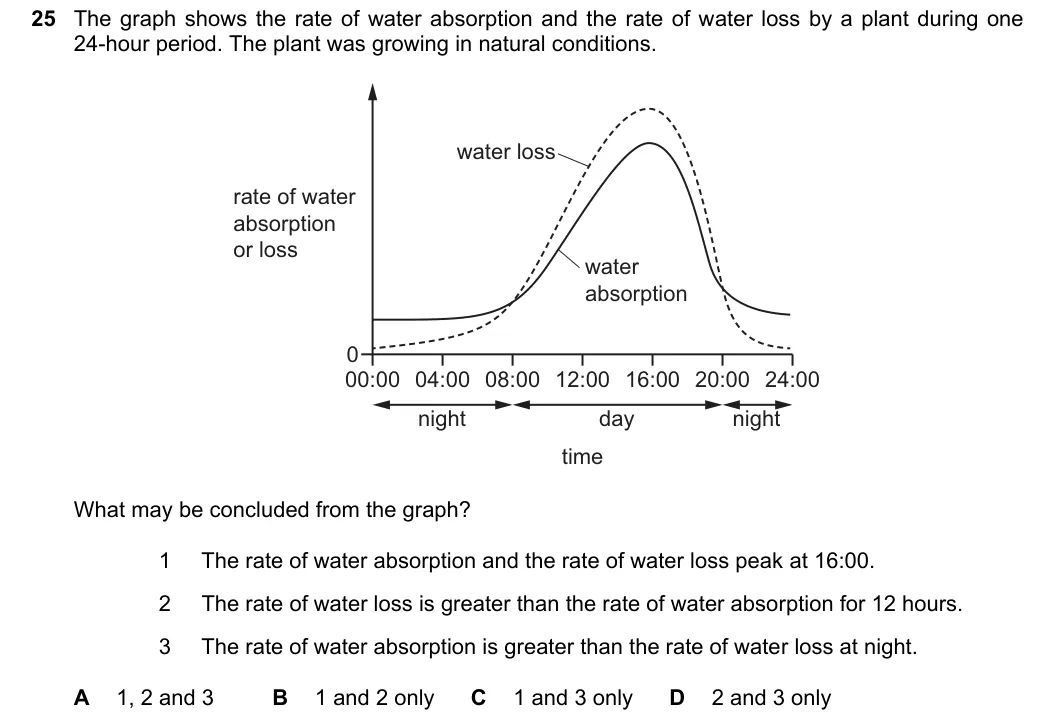 25 The graph shows the rate of water absorption and the rate of water loss by a plant during one
24-hour period. The plant was growing in natural conditions.
water loss
rate of water
absorption
or loss
water
absorption
0
00:00 04:00 08:00 12:00 16:00 20:00 24:00
night day night
time
What may be concluded from the graph?
1 The rate of water absorption and the rate of water loss peak at 16:00.
2 The rate of water loss is greater than the rate of water absorption for 12 hours.
3 The rate of water absorption is greater than the rate of water loss at night.
A 1, 2 and 3 B 1 and 2 only C 1 and 3 only D 2 and 3 only